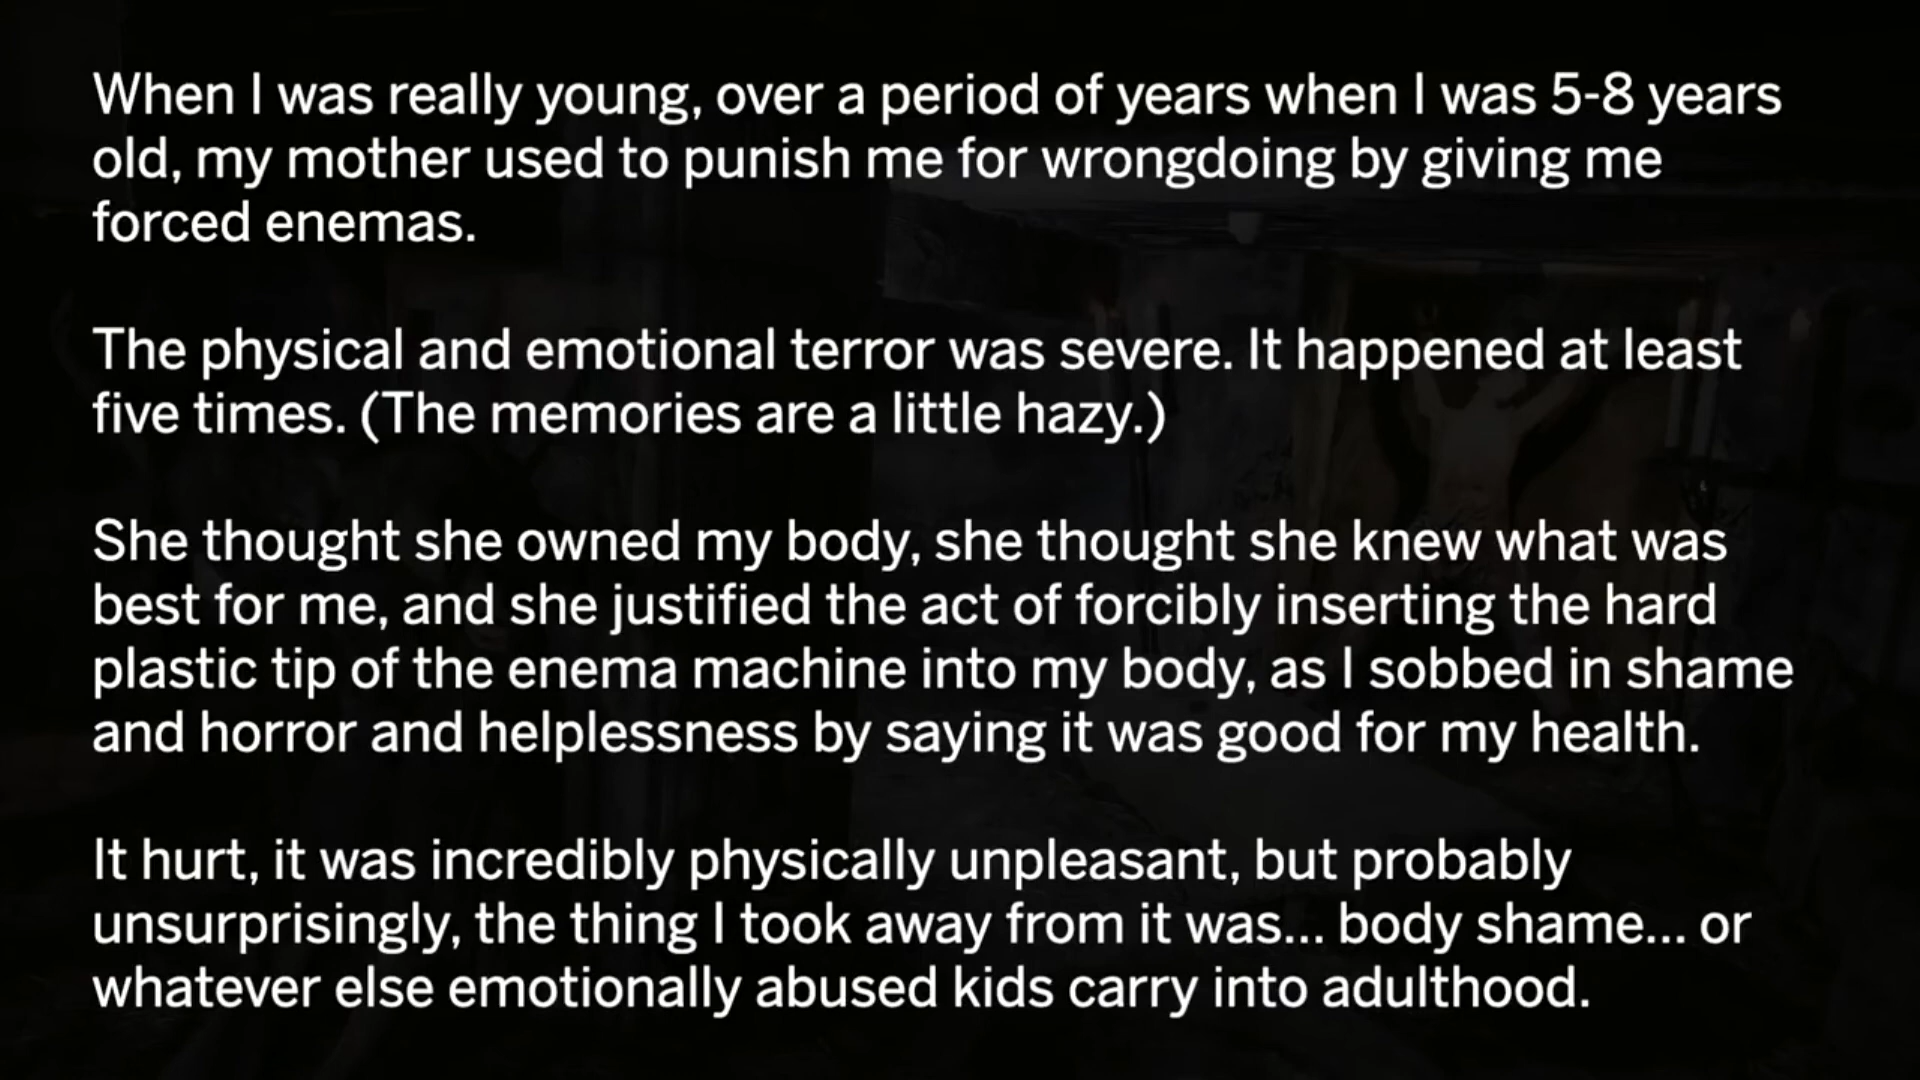 When I was really young, over a period of years when I was 5-8 years
old, my mother used to punish me for wrongdoing by giving me
forced enemas.
The physical and emotional terror was severe. It happened at least
five times. (The memories are a little hazy.)
She thought she owned my body, she thought she knew what was
best for me, and she justified the act of forcibly inserting the hard
plastic tip of the enema machine into my body, as I sobbed in shame
and horror and helplessness by saying it was good for my health.
It hurt, it was incredibly physically unpleasant, but probably
unsurprisingly, the thing I took away from it was... body shame... or
whatever else emotionally abused kids carry into adulthood.